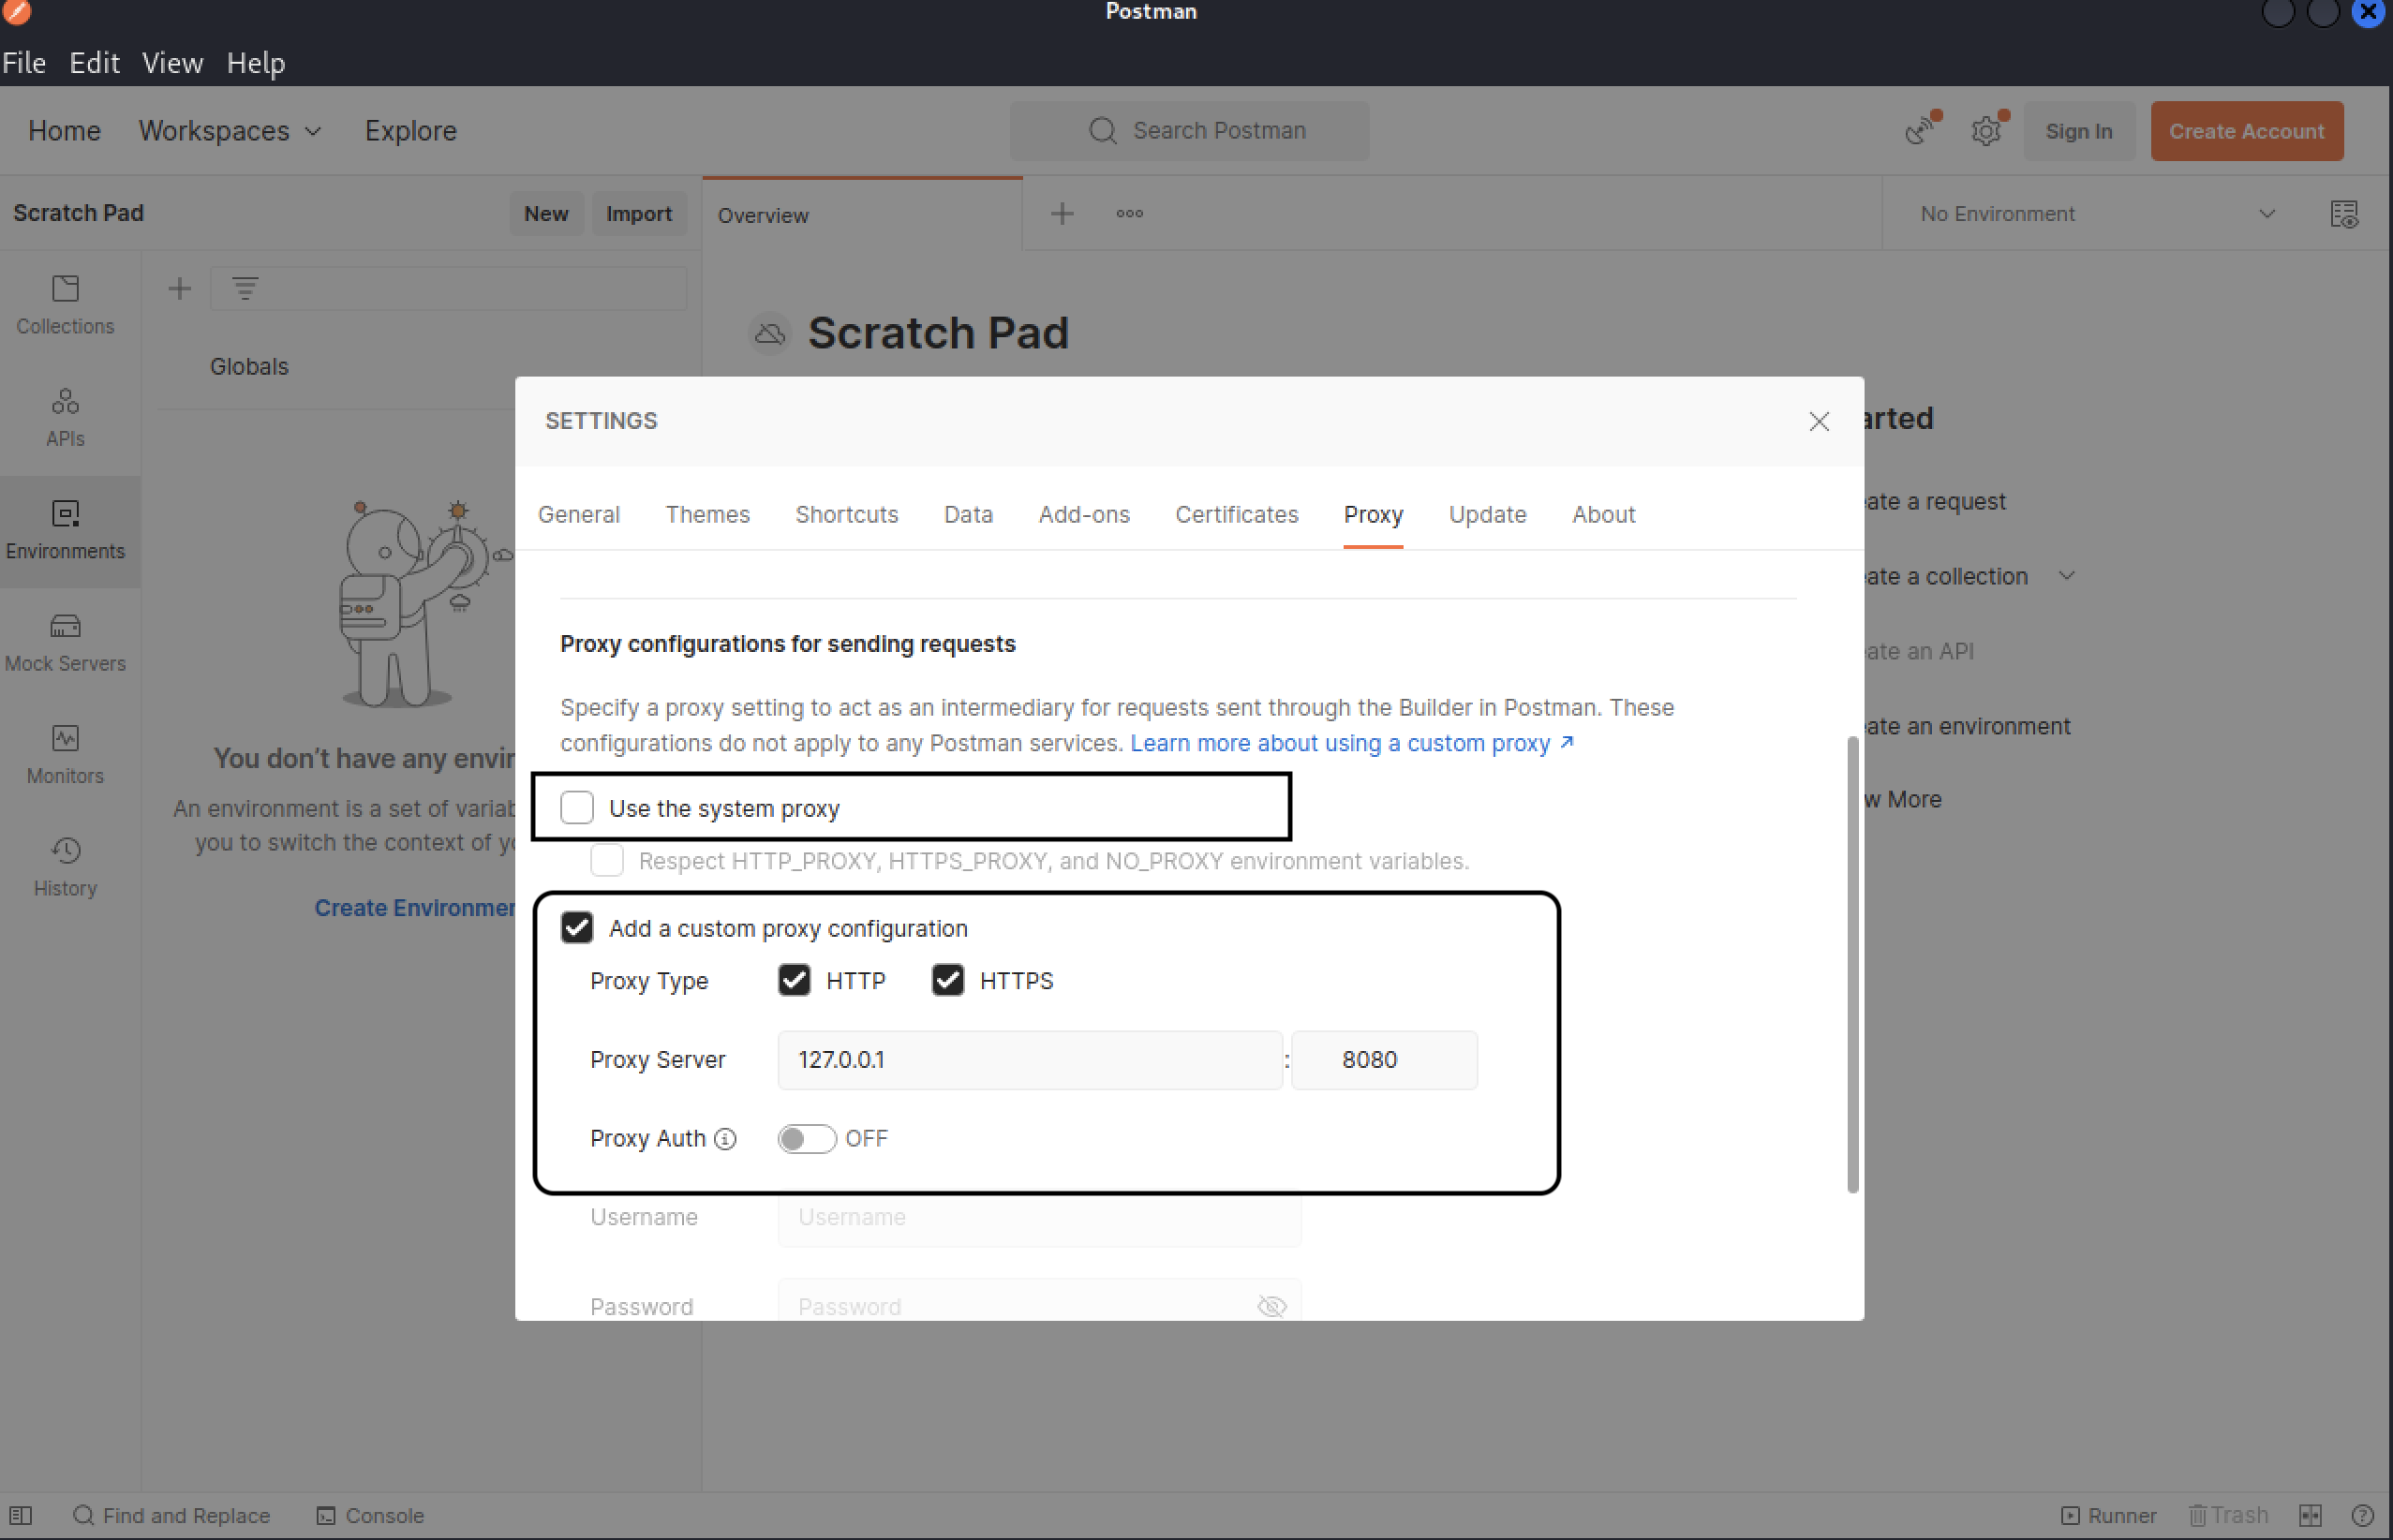 Postman
File Edit View Help
Home Workspaces Explore
Search Postman
Sign In
Create Account
Scratch Pad
New
Import
Overview
No Environment
Collections
APIs
Environments
Mock Servers
Monitors
History
Globals
You don’t have any envir
An environment is a set of variab
you to switch the context of yo
Create Environmen
Scratch Pad
arted
eate a request
eate a collection
eate an API
eate an environment
w More
SETTINGS
General Themes Shortcuts Data Add-ons Certificates Proxy Update About
Proxy configurations for sending requests
Specify a proxy setting to act as an intermediary for requests sent through the Builder in Postman. These
configurations do not apply to any Postman services. Learn more about using a custom proxy ↗
Use the system proxy
Respect HTTP_PROXY, HTTPS_PROXY, and NO_PROXY environment variables.
Add a custom proxy configuration
Proxy Type HTTP HTTPS
Proxy Server 127.0.0.1 : 8080
Proxy Auth OFF
Username Username
Password Password
Find and Replace Console
Runner Trash